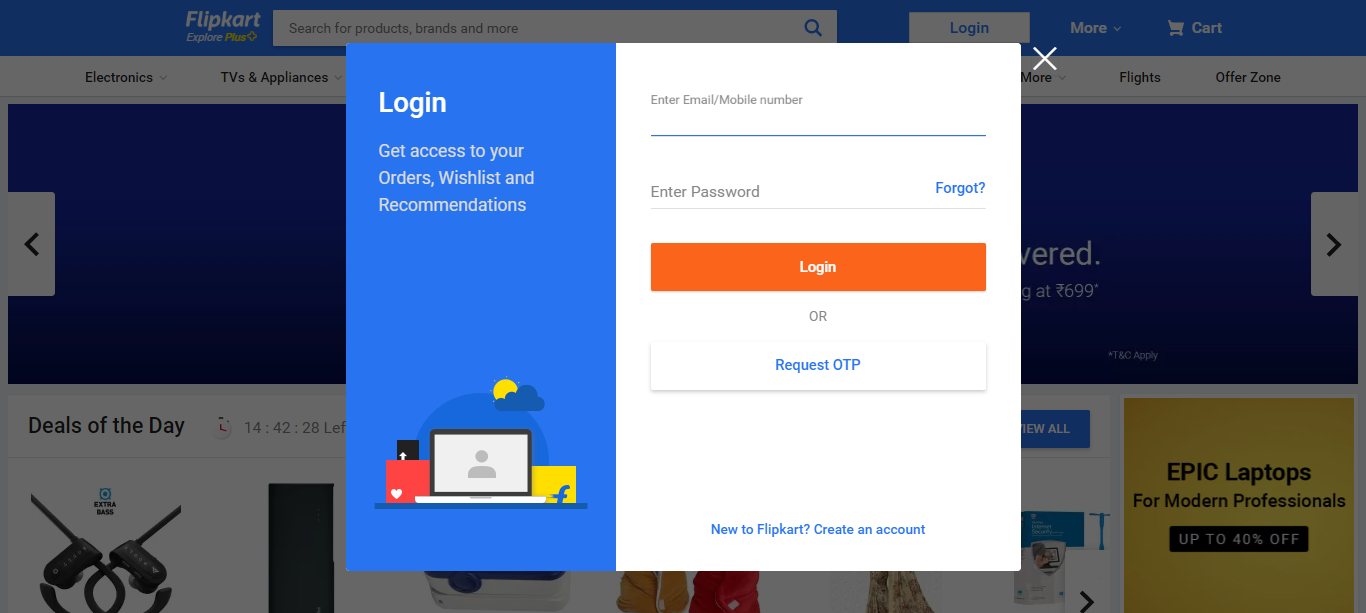 Flipkart
Explore Plus
Search for products, brands and more
Login
More
Cart
Electronics
TVs & Appliances
More
Flights
Offer Zone
Login
Get access to your
Orders, Wishlist and
Recommendations
Enter Email/Mobile number
Enter Password
Forgot?
Login
OR
Request OTP
New to Flipkart? Create an account
vered.
g at ₹699*
*T&C Apply
Deals of the Day
14 : 42 : 28 Lef
VIEW ALL
EXTRA
BASS
Internet
Security
EPIC Laptops
For Modern Professionals
UP TO 40% OFF